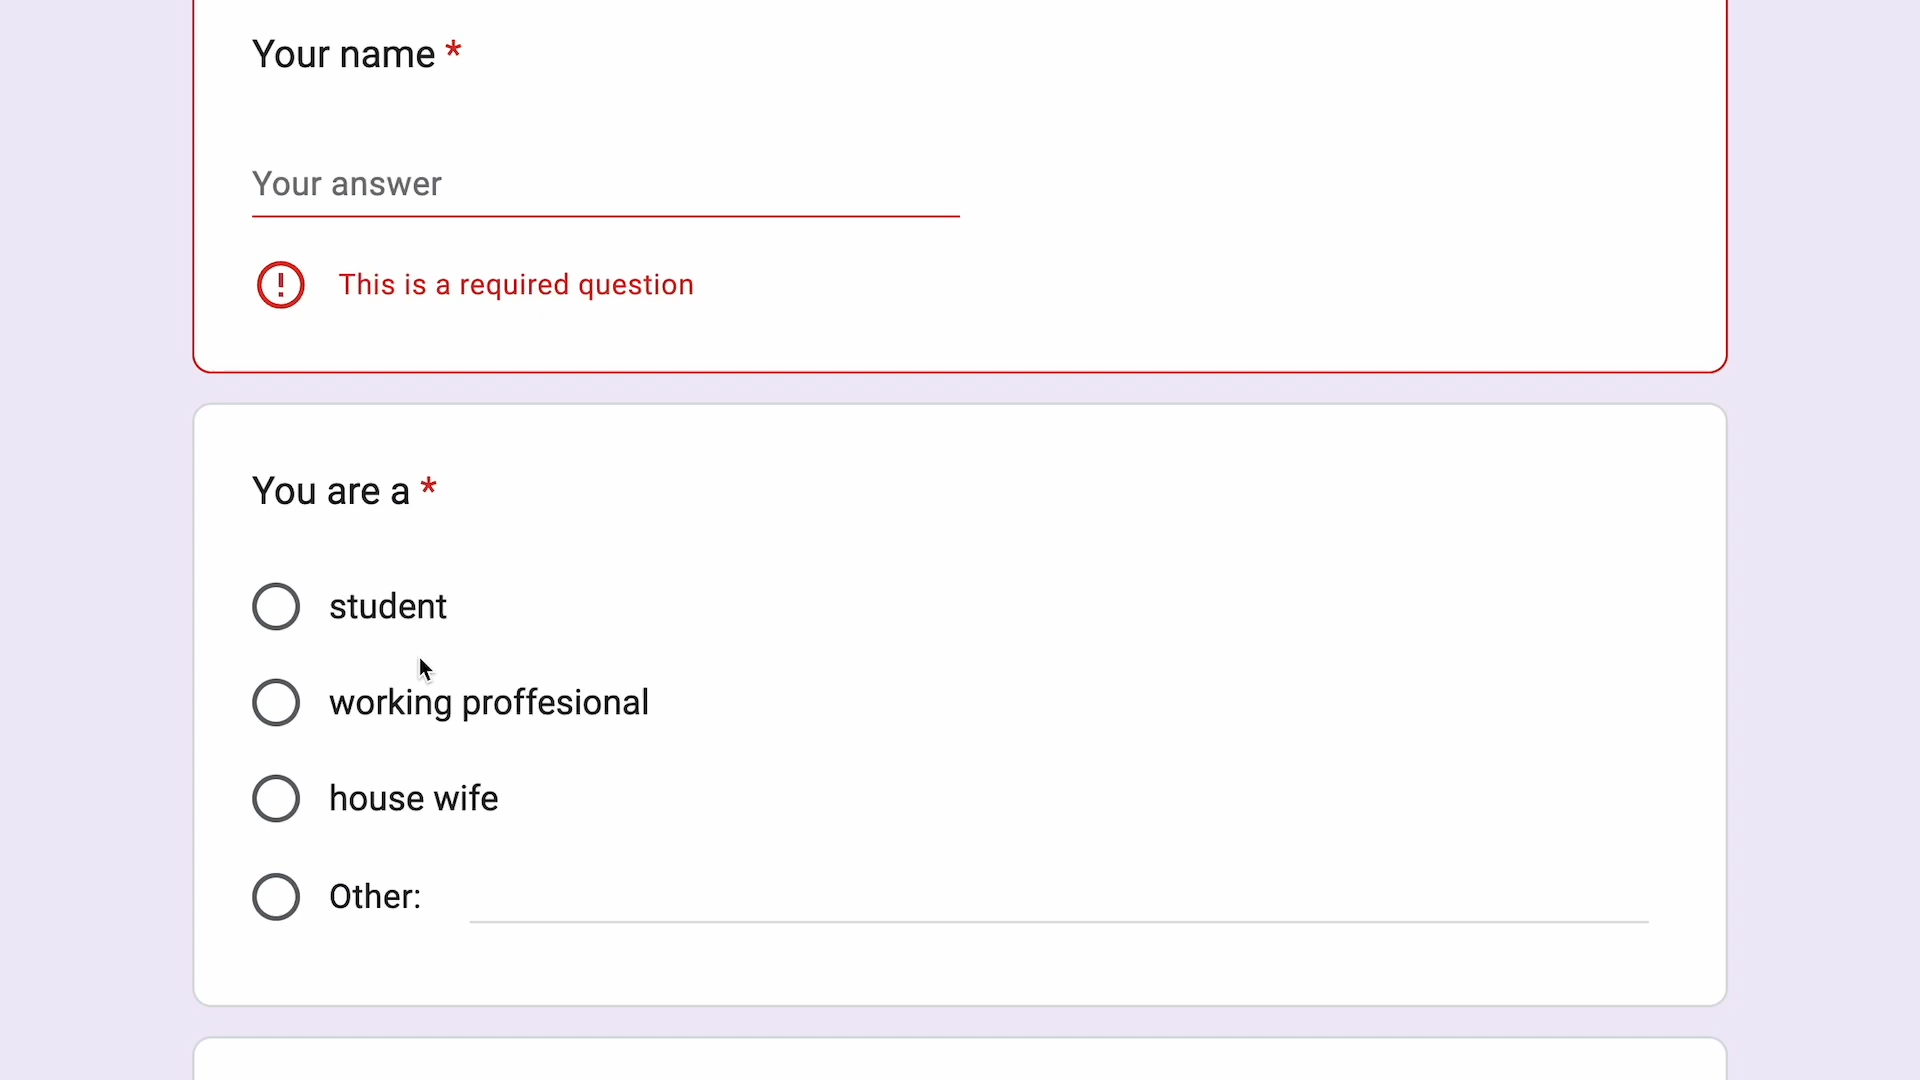 Your name *
Your answer
This is a required question
You are a *
student
working proffesional
house wife
Other: